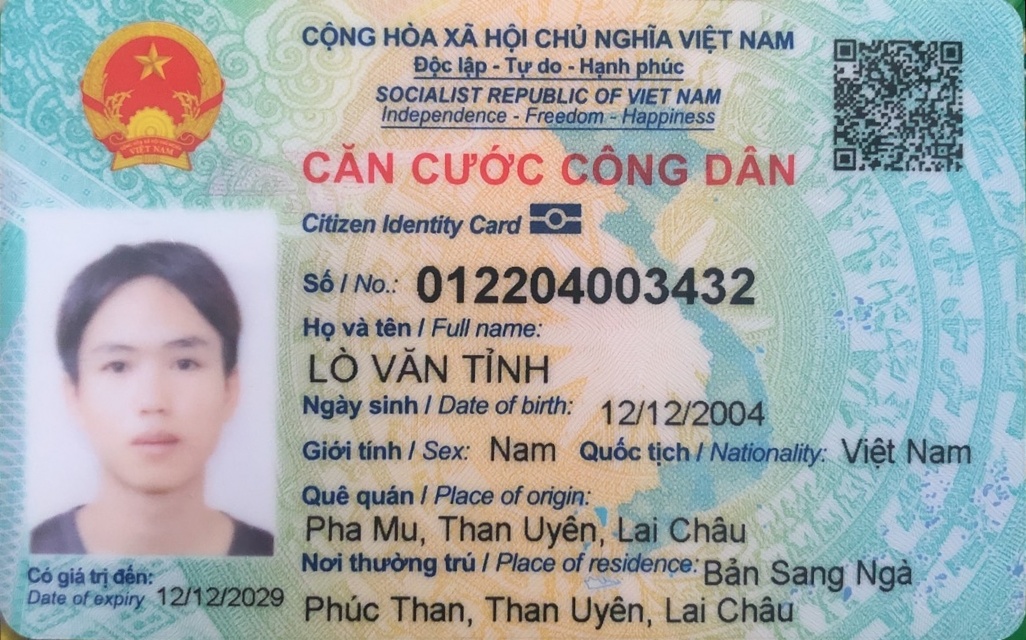 CỘNG HÒA XÃ HỘI CHỦ NGHĨA VIỆT NAM
Độc lập - Tự do - Hạnh phúc
SOCIALIST REPUBLIC OF VIET NAM
Independence - Freedom - Happiness
CĂN CƯỚC CÔNG DÂN
Citizen Identity Card
Số / No.: 012204003432
Họ và tên / Full name:
LÒ VĂN TỈNH
Ngày sinh / Date of birth: 12/12/2004
Giới tính / Sex: Nam Quốc tịch / Nationality: Việt Nam
Quê quán / Place of origin:
Pha Mu, Than Uyên, Lai Châu
Nơi thường trú / Place of residence: Bản Sang Ngà
Phúc Than, Than Uyên, Lai Châu
Có giá trị đến:
Date of expiry 12/12/2029
VIỆT NAM